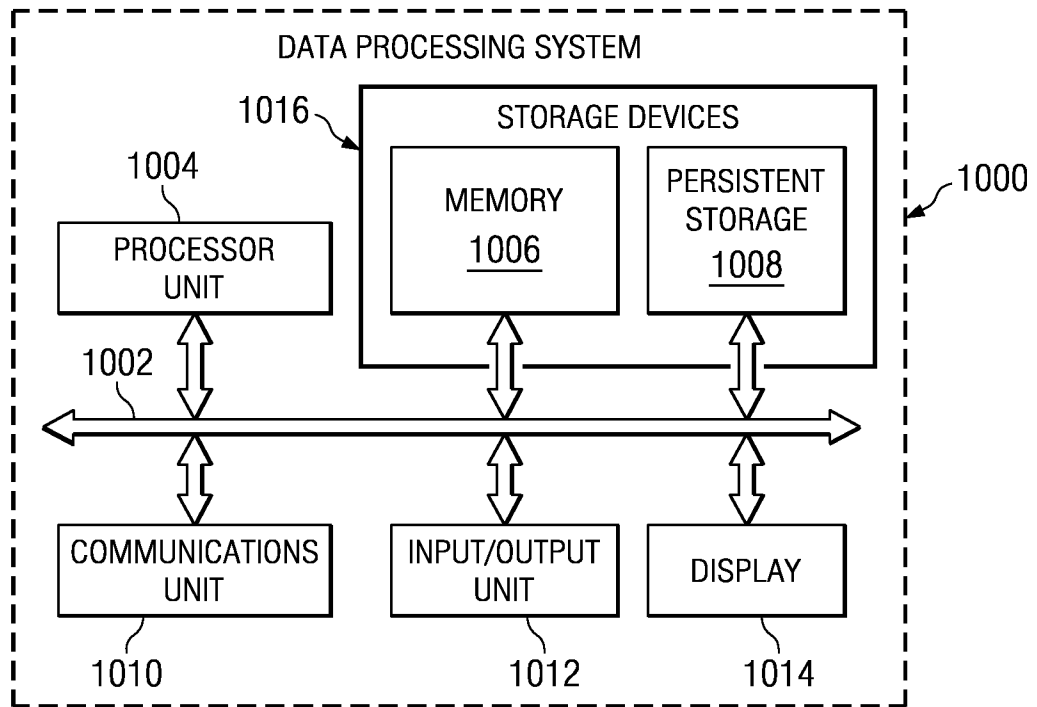 DATA PROCESSING SYSTEM
1016
STORAGE DEVICES
1004
MEMORY
1006
PERSISTENT
STORAGE
1008
1000
PROCESSOR
UNIT
1002
COMMUNICATIONS
UNIT
INPUT/OUTPUT
UNIT
DISPLAY
1010
1012
1014